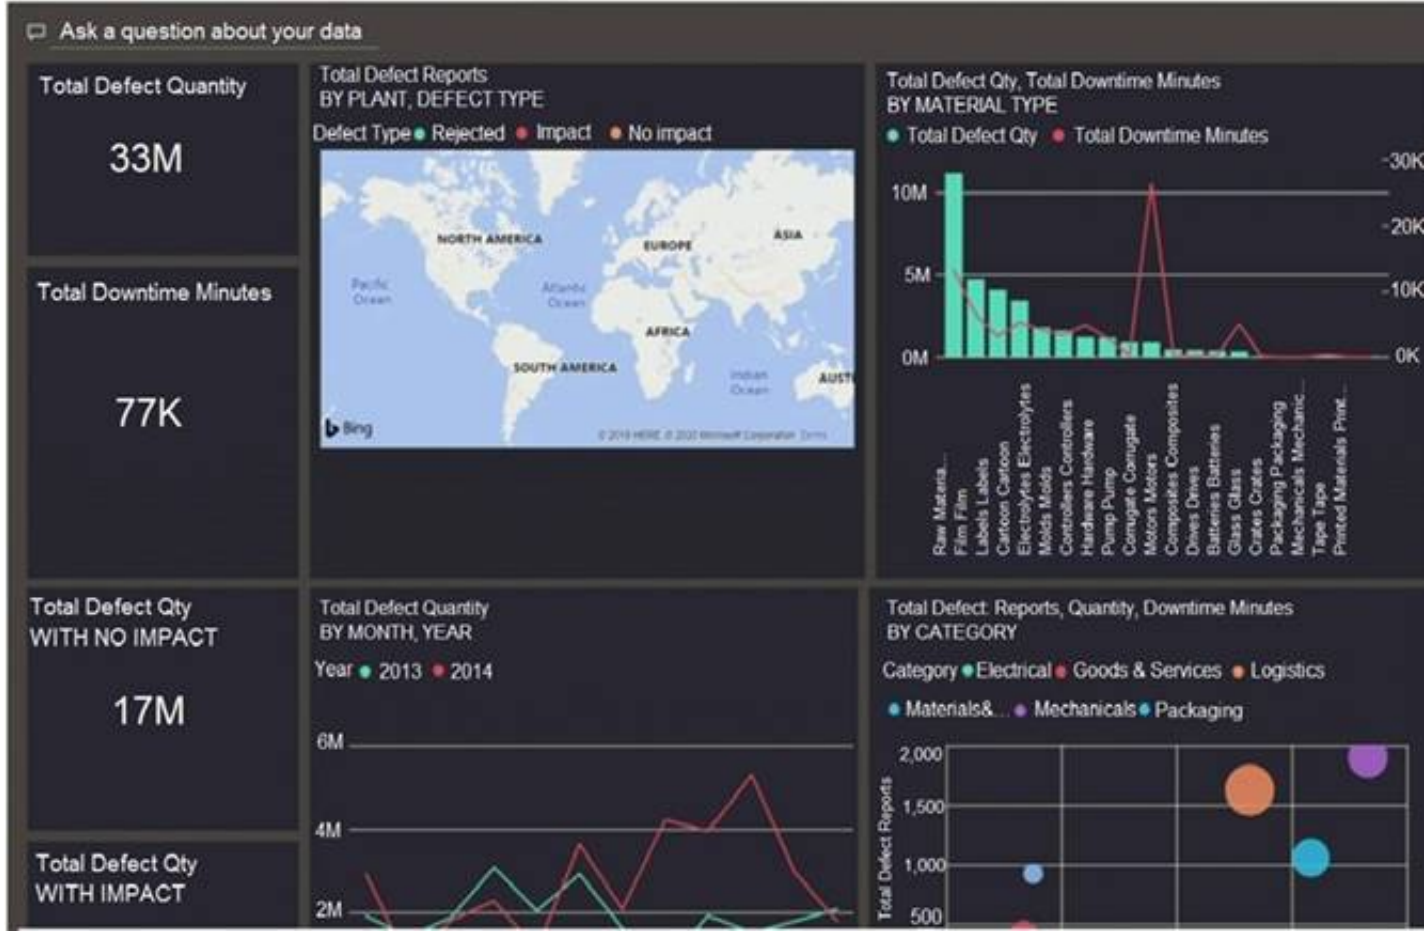 Ask a question about your data
Total Defect Quantity
33M
Total Downtime Minutes
77K
Total Defect Qty
WITH NO IMPACT
17M
Total Defect Qty
WITH IMPACT
Total Defect Reports
BY PLANT, DEFECT TYPE
Defect Type Rejected Impact No impact
NORTH AMERICA
EUROPE
ASIA
Pacific
Ocean
Atlantic
Ocean
AFRICA
SOUTH AMERICA
Indian
Ocean
AUST
Bing
© 2019 HERE, © 2020 Microsoft Corporation Terms
Total Defect Qty, Total Downtime Minutes
BY MATERIAL TYPE
Total Defect Qty Total Downtime Minutes
10M
5M
0M
30K
20K
10K
0K
Raw Materia...
Film Film
Labels Labels
Cartoon Cartoon
Electrolytes Electrolytes
Molds Molds
Controllers Controllers
Hardware Hardware
Pump Pump
Corrugate Corrugate
Motors Motors
Composites Composites
Drives Drives
Batteries Batteries
Glass Glass
Crates Crates
Packaging Packaging
Mechanicals Mechanic...
Tape Tape
Printed Materials Print...
Total Defect Quantity
BY MONTH, YEAR
Year 2013 2014
6M
4M
2M
Total Defect: Reports, Quantity, Downtime Minutes
BY CATEGORY
Category Electrical Goods & Services Logistics
Materials&... Mechanicals Packaging
Total Defect Reports
2,000
1,500
1,000
500